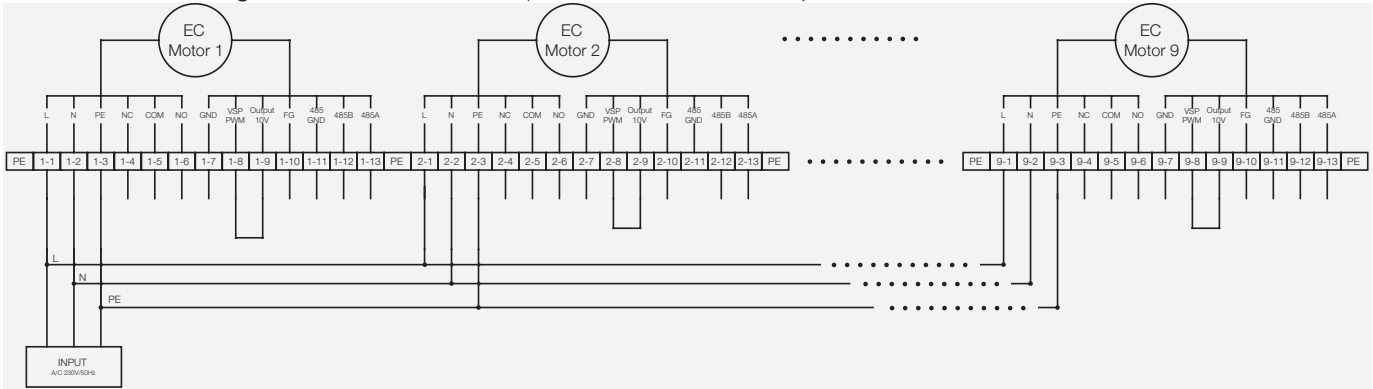 EC
Motor 1
EC
Motor 2
EC
Motor 9
L N PE NC COM NO GND VSP PWM Output 10V FG 485 GND 485B 485A
L N PE NC COM NO GND VSP PWM Output 10V FG 485 GND 485B 485A
L N PE NC COM NO GND VSP PWM Output 10V FG 485 GND 485B 485A
PE 1-1 1-2 1-3 1-4 1-5 1-6 1-7 1-8 1-9 1-10 1-11 1-12 1-13 PE 2-1 2-2 2-3 2-4 2-5 2-6 2-7 2-8 2-9 2-10 2-11 2-12 2-13 PE
PE 9-1 9-2 9-3 9-4 9-5 9-6 9-7 9-8 9-9 9-10 9-11 9-12 9-13 PE
L
N
PE
INPUT
A/C 230V/50Hz